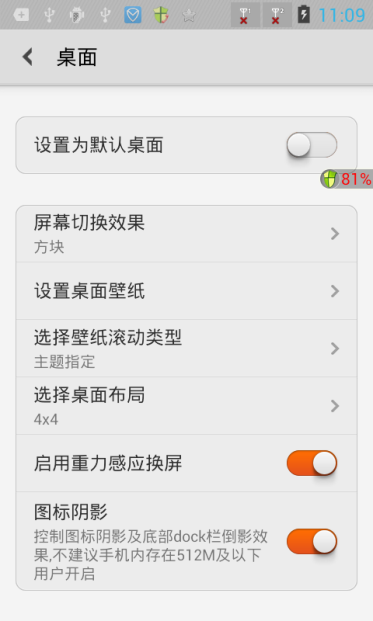 11:09
桌面
设置为默认桌面
81%
屏幕切换效果
方块
设置桌面壁纸
选择壁纸滚动类型
主题指定
选择桌面布局
4x4
启用重力感应换屏
图标阴影
控制图标阴影及底部dock栏倒影效
果,不建议手机内存在512M及以下
用户开启